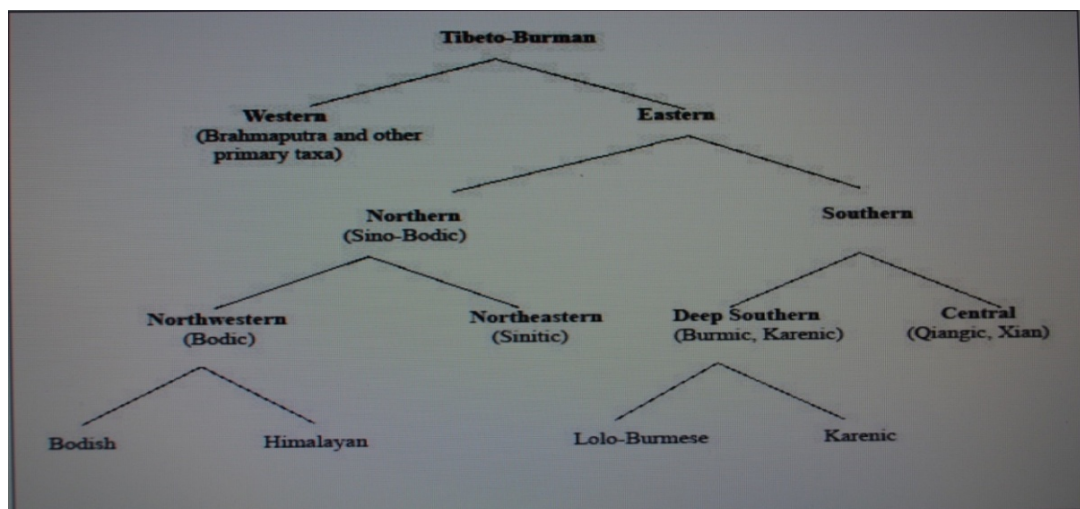 Tibeto-Burman
Western
(Brahmaputra and other
primary taxa)
Eastern
Northern
(Sino-Bodic)
Southern
Northwestern
(Bodic)
Northeastern
(Sinitic)
Deep Southern
(Burmic, Karenic)
Central
(Qiangic, Xian)
Bodish
Himalayan
Lolo-Burmese
Karenic